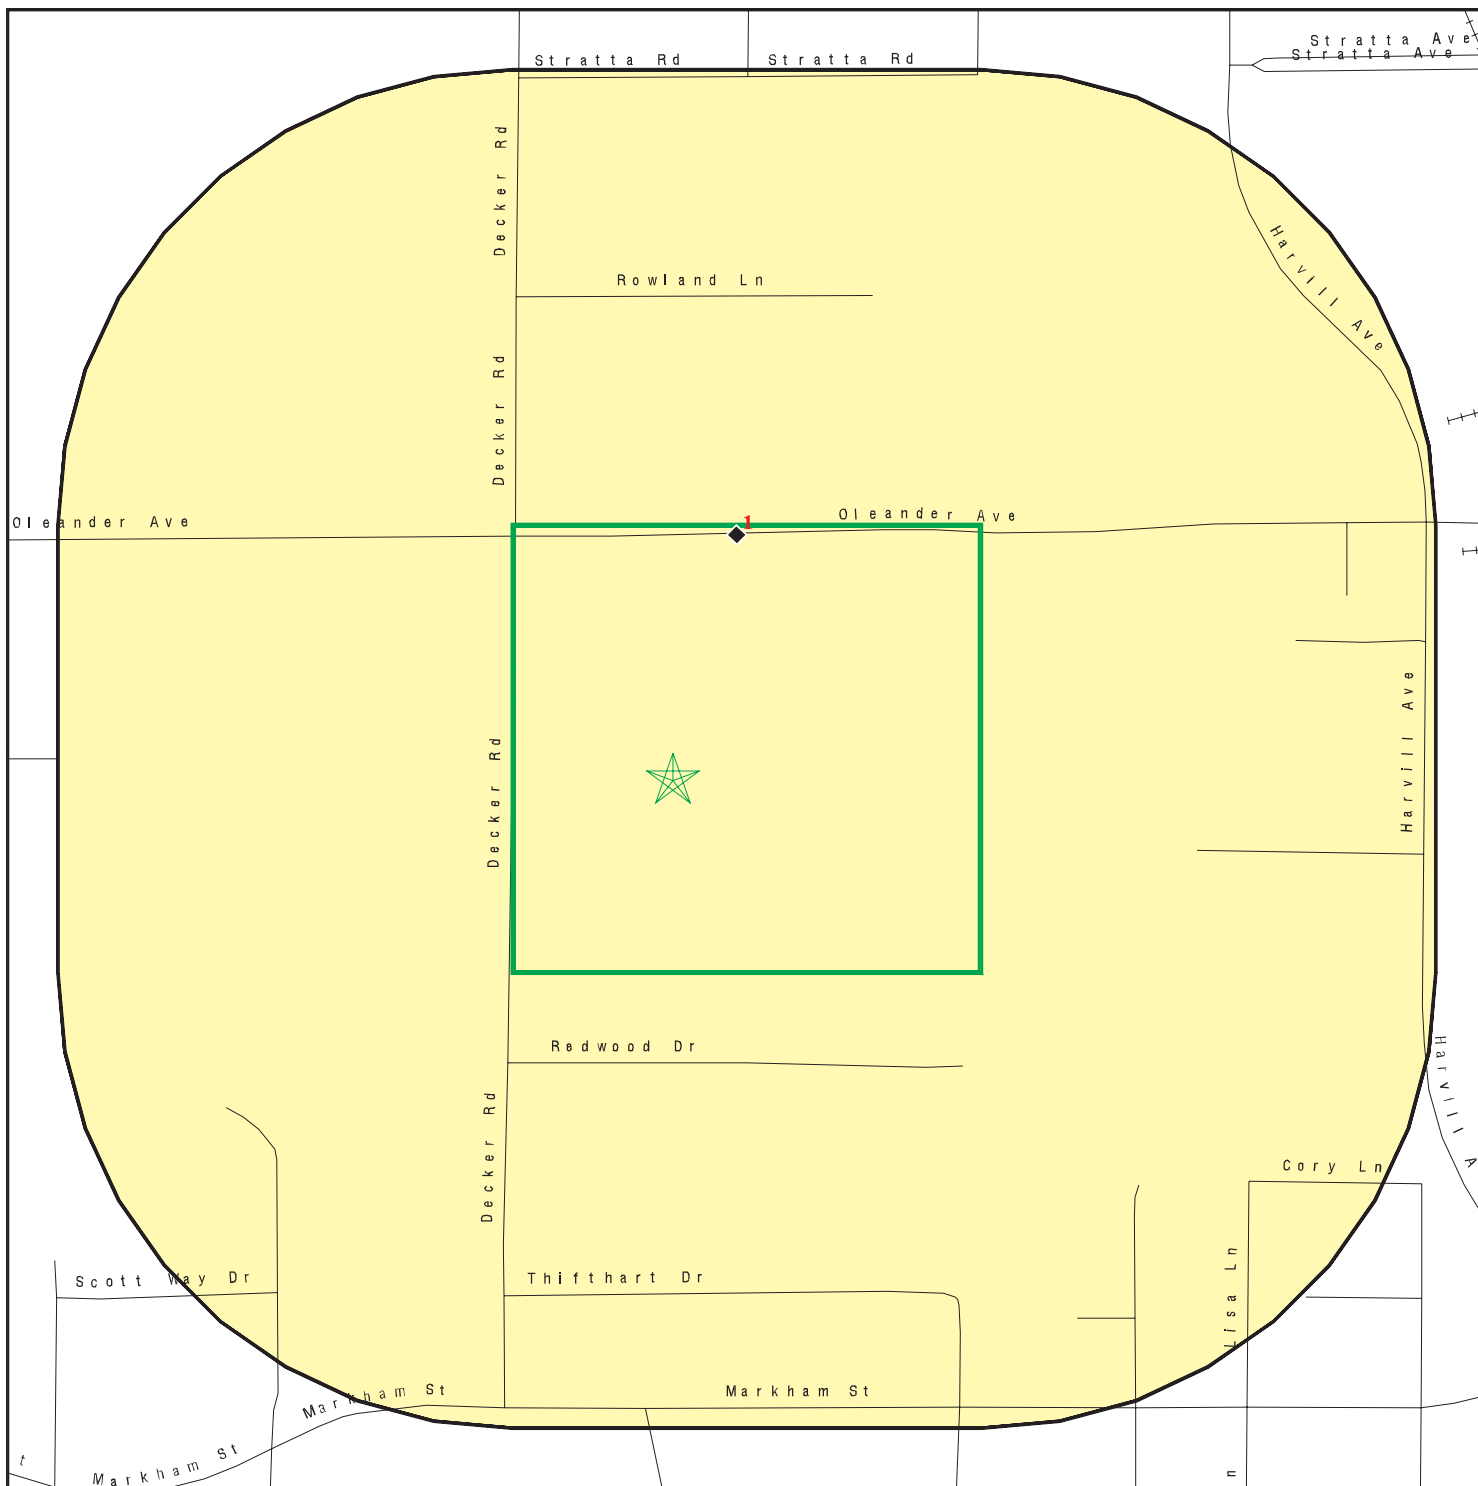 Stratta Ave
Stratta Rd
Stratta Rd
Stratta Ave
Decker Rd
Harvill Ave
Rowland Ln
Decker Rd
Oleander Ave
1
Oleander Ave
Harvill Ave
Decker Rd
Redwood Dr
Harvill A
Decker Rd
Cory Ln
Scott Way Dr
Thifthart Dr
Lisa Ln
Markham St
Markham St
Markham St
t
n